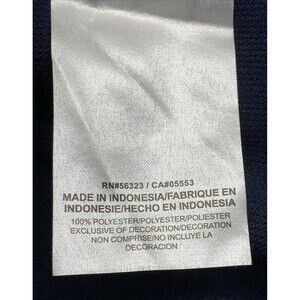 RN#56323 / CA#05553
MADE IN INDONESIA/FABRIQUE EN
INDONESIE/HECHO EN INDONESIA
100% POLYESTER/POLYESTER/POLIESTER
EXCLUSIVE OF DECORATION/DECORATION
NON COMPRISE/NO INCLUYE LA
DECORACION